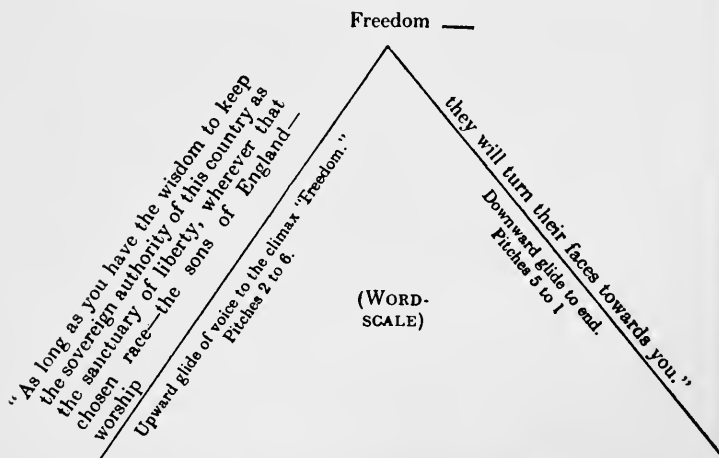 Freedom —
“As long as you have the wisdom to keep
the sovereign authority of this country as
the sanctuary of liberty, wherever that
chosen race—the sons of England—
worship
Upward glide of voice to the climax “Freedom.”
Pitches 2 to 6.
(WORD-
SCALE)
they will turn their faces towards you.”
Downward glide to end.
Pitches 5 to 1